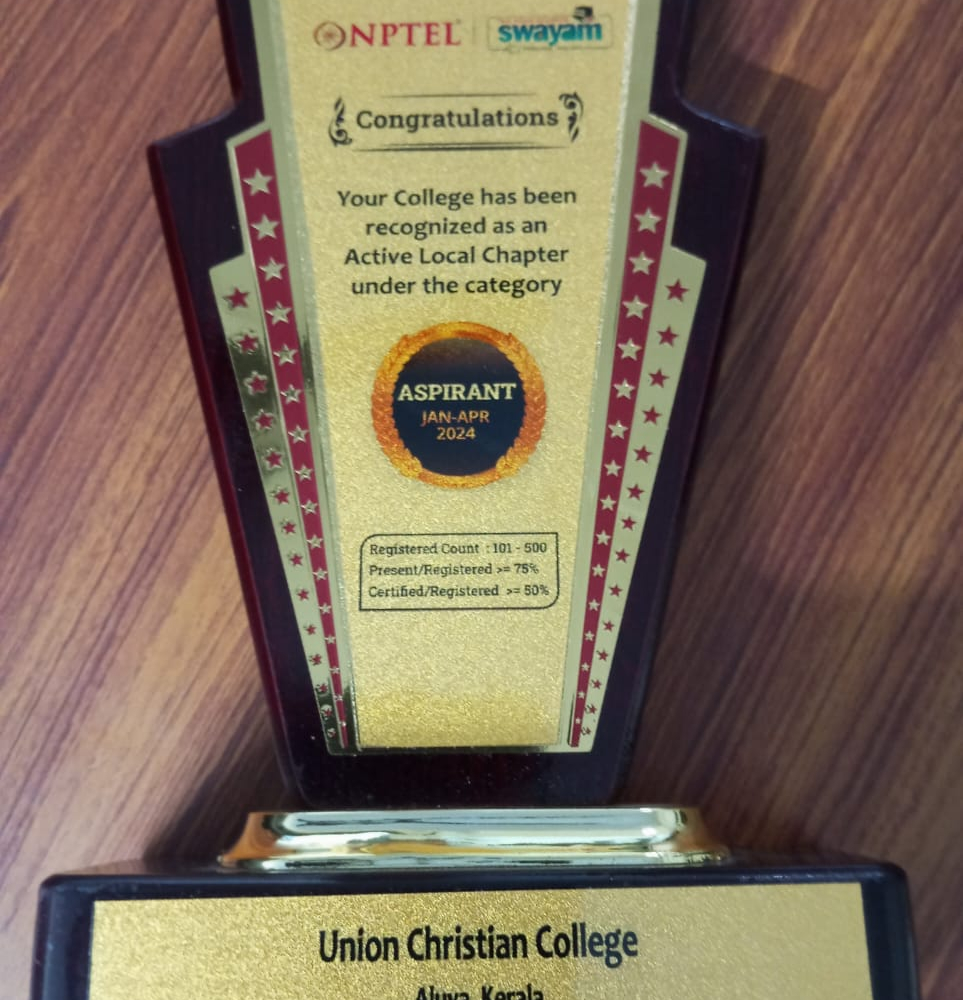 NPTEL swayam
Congratulations
Your College has been
recognized as an
Active Local Chapter
under the category
ASPIRANT
JAN-APR
2024
Registered Count : 101 - 500
Present/Registered >= 75%
Certified/Registered >= 50%
Union Christian College
Aluva, Kerala